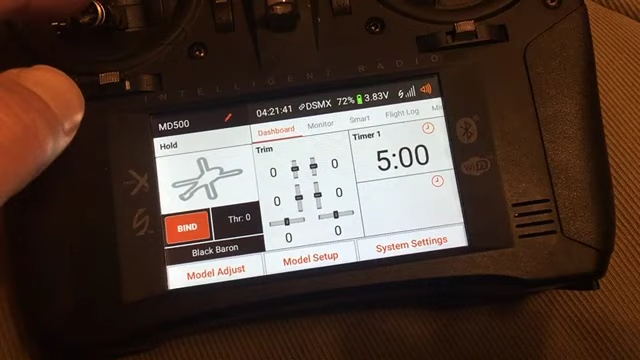 INTELLIGENT RADIO
MD500
04:21:41 DSMX 72% 3.83V
Hold
Dashboard Monitor Smart Flight Log Mi
Trim
Timer 1
0 0
5:00
0 0
0 0
BIND
Thr: 0
Black Baron
Model Adjust
Model Setup
System Settings
WiFi